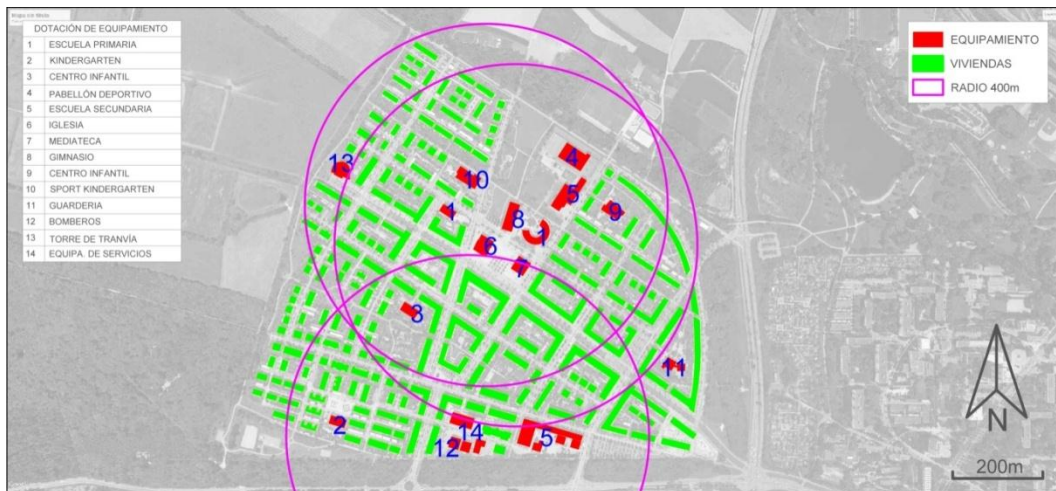 DOTACIÓN DE EQUIPAMIENTO
1 ESCUELA PRIMARIA
2 KINDERGARTEN
3 CENTRO INFANTIL
4 PABELLÓN DEPORTIVO
5 ESCUELA SECUNDARIA
6 IGLESIA
7 MEDIATECA
8 GIMNASIO
9 CENTRO INFANTIL
10 SPORT KINDERGARTEN
11 GUARDERIA
12 BOMBEROS
13 TORRE DE TRANVÍA
14 EQUIPA. DE SERVICIOS
EQUIPAMIENTO
VIVIENDAS
RADIO 400m
4
13
10
5
9
1
8
1
6
7
3
11
2
14
12
5
N
200m